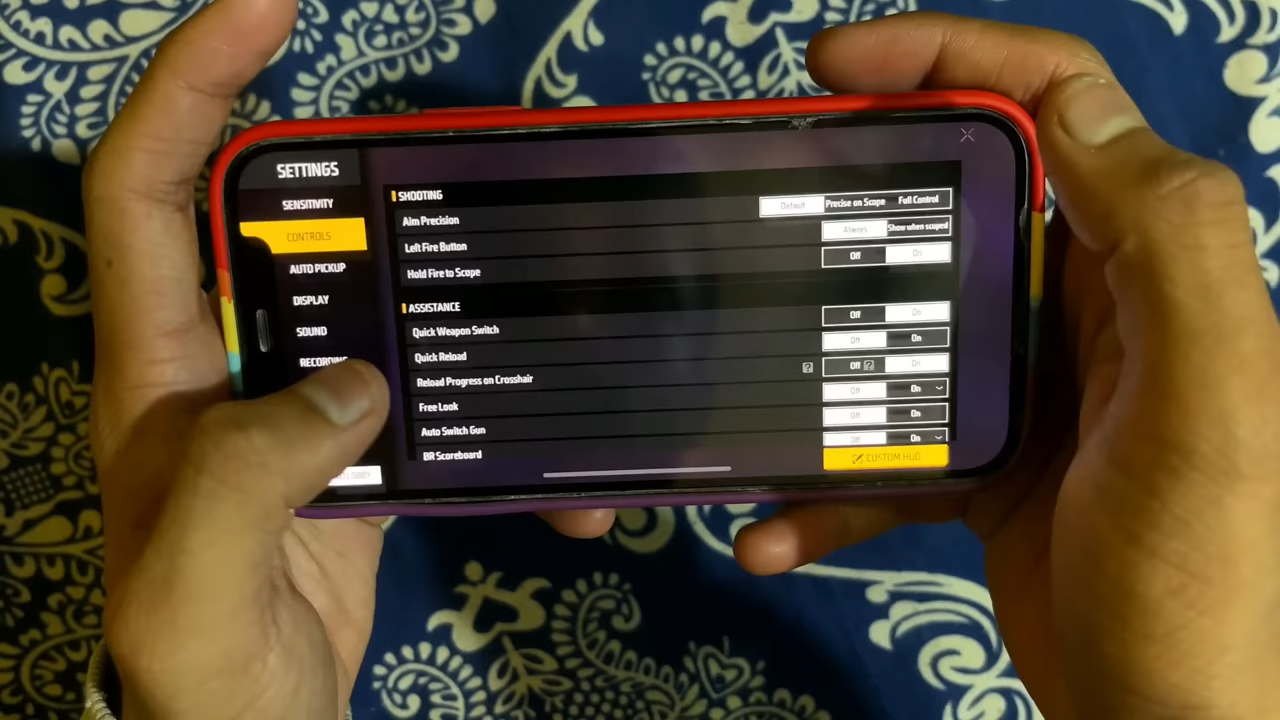 SETTINGS
SENSITIVITY
CONTROLS
AUTO PICKUP
DISPLAY
SOUND
RECORDING
SHOOTING
Aim Precision Default Precise on Scope Full Control
Left Fire Button Always Show when scoped
Hold Fire to Scope Off On
ASSISTANCE
Quick Weapon Switch Off On
Quick Reload Off On
Reload Progress on Crosshair ? Off ? On
Free Look Off On
Auto Switch Gun Off On
BR Scoreboard Off On
CUSTOM HUD